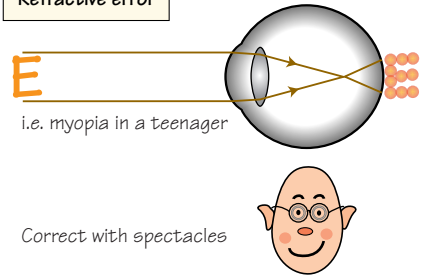 Refractive error
E
i.e. myopia in a teenager
Correct with spectacles